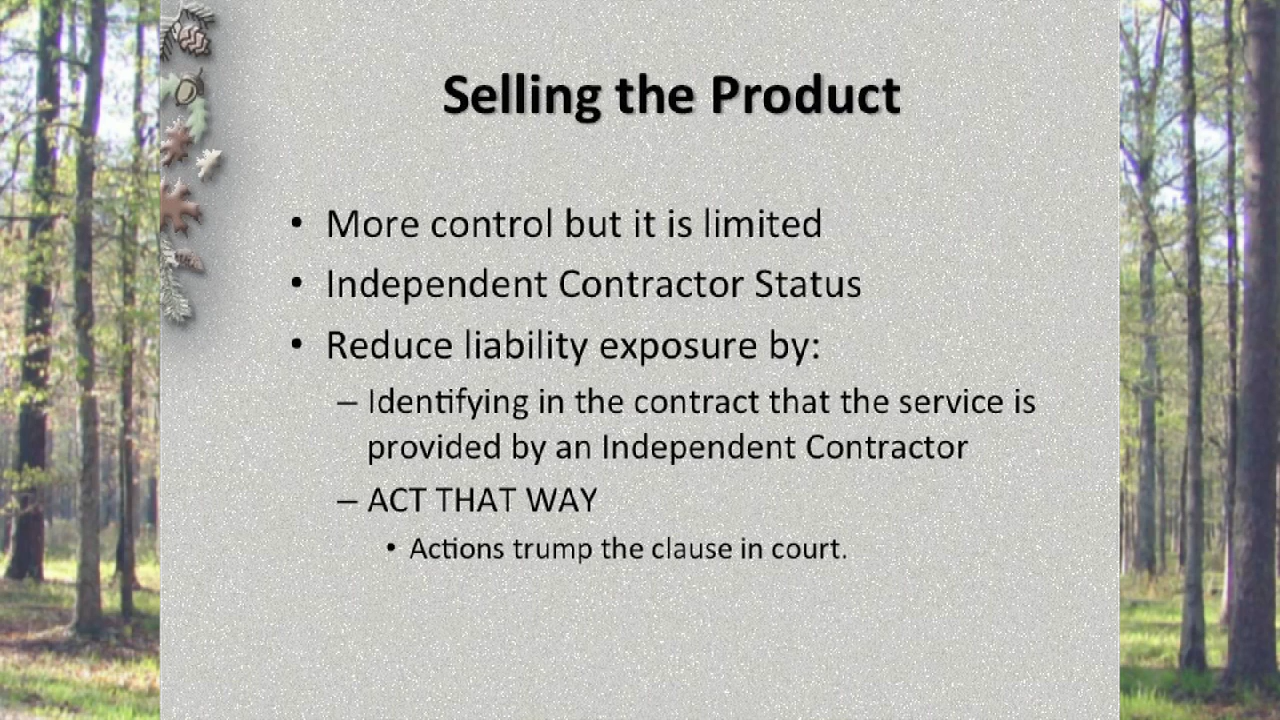 Selling the Product
• More control but it is limited
• Independent Contractor Status
• Reduce liability exposure by:
– Identifying in the contract that the service is
provided by an Independent Contractor
– ACT THAT WAY
• Actions trump the clause in court.